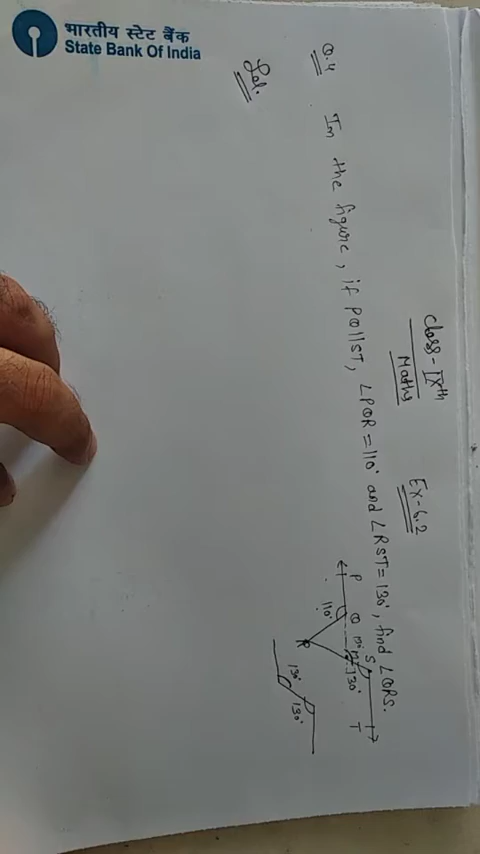 भारतीय स्टेट बैंक
State Bank Of India
Class-IXth
Maths
Ex-6.2
Q.4 In the figure, if PQ||ST, ∠PQR=110° and ∠RST=130°, find ∠QRS.
Sol.
P
Q
S
T
R
110°
130°
130°
130°